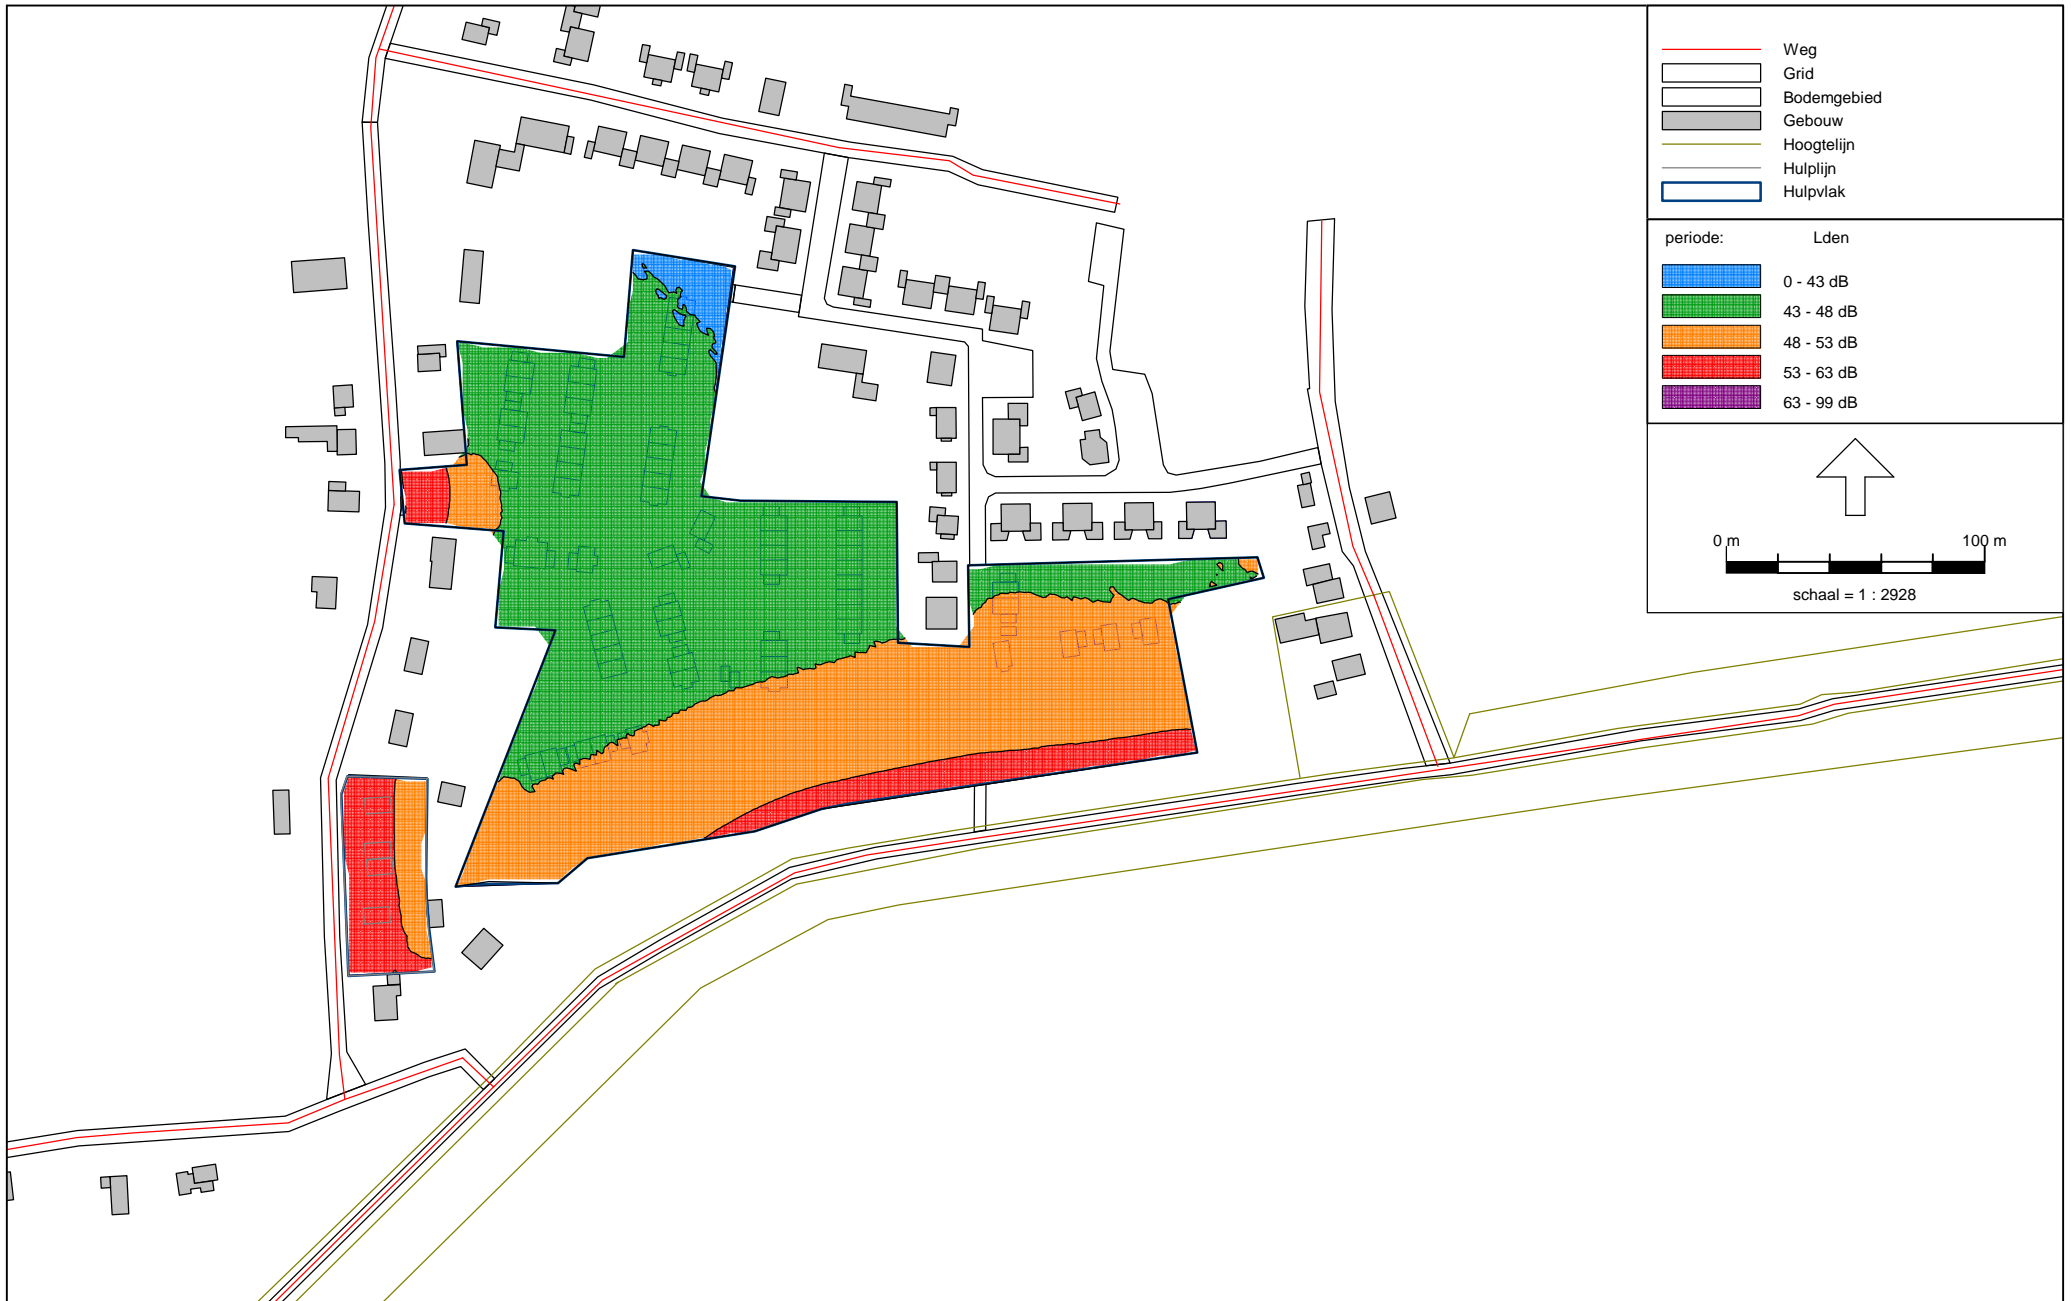 Weg
Grid
Bodemgebied
Gebouw
Hoogtelijn
Hulplijn
Hulpvlak
periode: Lden
0 - 43 dB
43 - 48 dB
48 - 53 dB
53 - 63 dB
63 - 99 dB
0 m 100 m
schaal = 1 : 2928